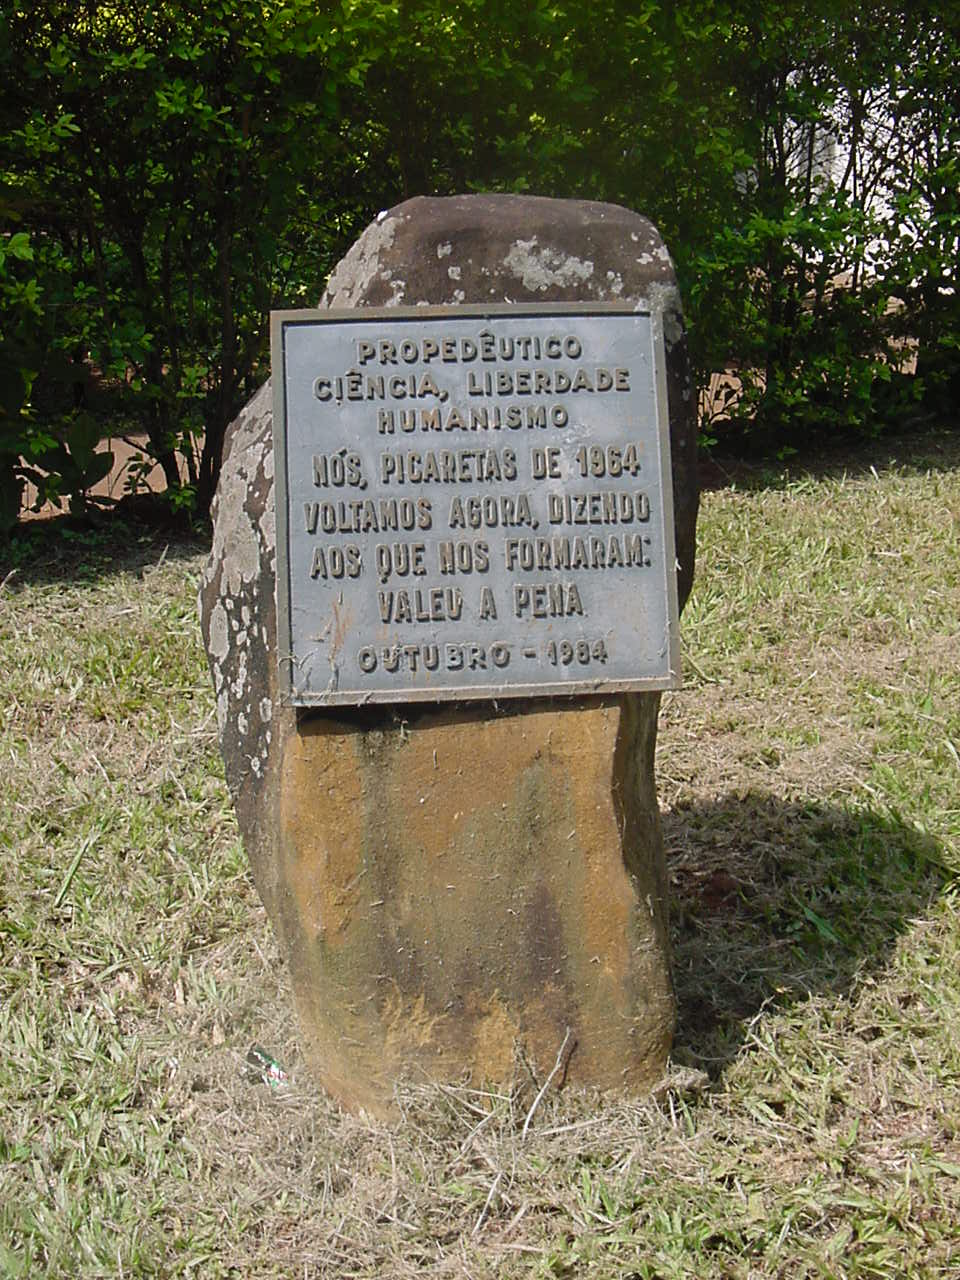 PROPEDÊUTICO
CIÊNCIA, LIBERDADE
HUMANISMO
NÓS, PICARETAS DE 1964
VOLTAMOS AGORA, DIZENDO
AOS QUE NOS FORMARAM:
VALEU A PENA
OUTUBRO - 1984